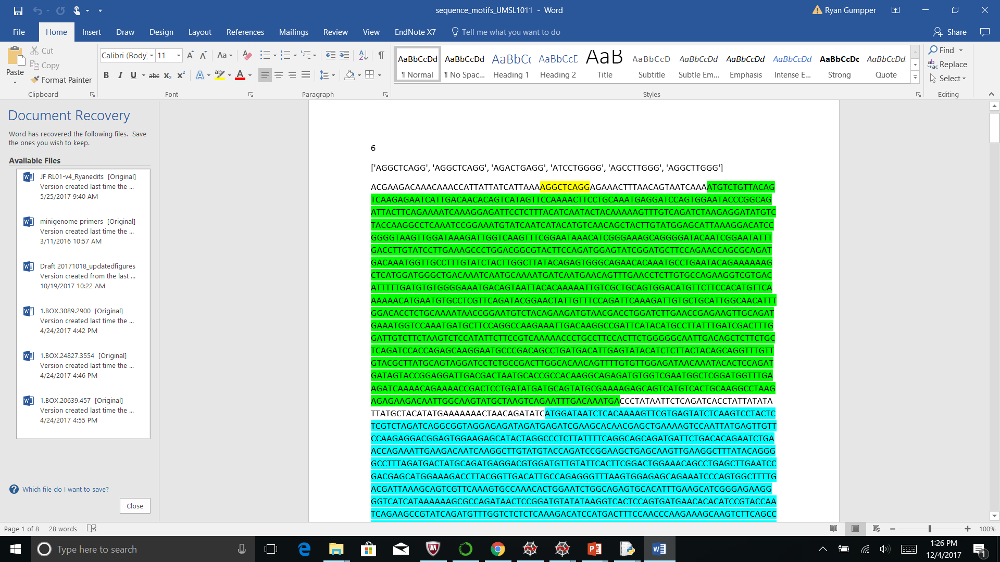 sequence_motifs_UMSL1011 - Word
Ryan Gumpper
File Home Insert Draw Design Layout References Mailings Review View EndNote X7 Tell me what you want to do
Share
Paste
Cut
Copy
Format Painter
Clipboard
Calibri (Body) 11
Font
Paragraph
AaBbCcDd AaBbCcDd AaBbCc AaBbCcD AaB AaBbCcD AaBbCcDd AaBbCcDd AaBbCcDd AaBbCcDc AaBbCcDd
¶ Normal ¶ No Spac... Heading 1 Heading 2 Title Subtitle Subtle Em... Emphasis Intense E... Strong Quote
Styles
Find
Replace
Select
Editing
Document Recovery
Word has recovered the following files. Save
the ones you wish to keep.
Available Files
JF RL01-v4_Ryanedits [Original]
Version created last time the ...
5/25/2017 9:40 AM
minigenome primers [Original]
Version created last time the ...
3/11/2016 10:57 AM
Draft 20171018_updatedfigures
Version created from the last ...
10/19/2017 10:22 AM
1.BOX.3089.2900 [Original]
Version created last time the ...
4/24/2017 4:42 PM
1.BOX.24827.3554 [Original]
Version created last time the ...
4/24/2017 4:46 PM
1.BOX.20639.457 [Original]
Version created last time the ...
4/24/2017 4:55 PM
Which file do I want to save?
Close
6
['AGGCTCAGG', 'AGGCTCAGG', 'AGACTGAGG', 'ATCCTGGGG', 'AGCCTTGGG', 'AGGCTTGGG']
ACGAAGACAAACAAACCATTATTATCATTAAAAGGCTCAGGAGAAACTTTAACAGTAATCAAAATGTCTGTTACAG
TCAAGAGAATCATTGACAACACAGTCATAGTTCCAAAACTTCCTGCAAATGAGGATCCAGTGGAATACCCGGCAG
ATTACTTCAGAAAATCAAAGGAGATTCCTCTTTACATCAATACTACAAAAAGTTTGTCAGATCTAAGAGGATATGTC
TACCAAGGCCTCAAATCCGGAAATGTATCAATCATACATGTCAACAGCTACTTGTATGGAGCATTAAAGGACATCC
GGGGTAAGTTGGATAAAGATTGGTCAAGTTTCGGAATAAACATCGGGAAAGCAGGGGATACAATCGGAATATTT
GACCTTGTATCCTTGAAAGCCCTGGACGGCGTACTTCCAGATGGAGTATCGGATGCTTCCAGAACCAGCGCAGAT
GACAAATGGTTGCCTTTGTATCTACTTGGCTTATACAGAGTGGGCAGAACACAAATGCCTGAATACAGAAAAAAG
CTCATGGATGGGCTGACAAATCAATGCAAAATGATCAATGAACAGTTTGAACCTCTTGTGCCAGAAGGTCGTGAC
ATTTTTGATGTGTGGGGAAATGACAGTAATTACACAAAAATTGTCGCTGCAGTGGACATGTTCTTCCACATGTTCA
AAAAACATGAATGTGCCTCGTTCAGATACGGAACTATTGTTTCCAGATTCAAAGATTGTGCTGCATTGGCAACATTT
GGACACCTCTGCAAAATAACCGGAATGTCTACAGAAGATGTAACGACCTGGATCTTGAACCGAGAAGTTGCAGAT
GAAATGGTCCAAATGATGCTTCCAGGCCAAGAAATTGACAAGGCCGATTCATACATGCCTTATTTGATCGACTTTG
GATTGTCTTCTAAGTCTCCATATTCTTCCGTCAAAAACCCTGCCTTCCACTTCTGGGGGCAATTGACAGCTCTTCTGC
TCAGATCCACCAGAGCAAGGAATGCCCGACAGCCTGATGACATTGAGTATACATCTCTTACTACAGCAGGTTTGTT
GTACGCTTATGCAGTAGGATCCTCTGCCGACTTGGCACAACAGTTTTGTGTTGGAGATAACAAATACACTCCAGAT
GATAGTACCGGAGGATTGACGACTAATGCACCGCCACAAGGCAGAGATGTGGTCGAATGGCTCGGATGGTTTGA
AGATCAAAACAGAAAACCGACTCCTGATATGATGCAGTATGCGAAAAGAGCAGTCATGTCACTGCAAGGCCTAAG
AGAGAAGACAATTGGCAAGTATGCTAAGTCAGAATTTGACAAATGACCCTATAATTCTCAGATCACCTATTATATA
TTATGCTACATATGAAAAAAACTAACAGATATCATGGATAATCTCACAAAAGTTCGTGAGTATCTCAAGTCCTACTC
TCGTCTAGATCAGGCGGTAGGAGAGATAGATGAGATCGAAGCACAACGAGCTGAAAAGTCCAATTATGAGTTGTT
CCAAGAGGACGGAGTGGAAGAGCATACTAGGCCCTCTTATTTTCAGGCAGCAGATGATTCTGACACAGAATCTGA
ACCAGAAATTGAAGACAATCAAGGCTTGTATGTACCAGATCCGGAAGCTGAGCAAGTTGAAGGCTTTATACAGGG
GCCTTTAGATGACTATGCAGATGAGGACGTGGATGTTGTATTCACTTCGGACTGGAAACAGCCTGAGCTTGAATCC
GACGAGCATGGAAAGACCTTACGGTTGACATTGCCAGAGGGTTTAAGTGGAGAGCAGAAATCCCAGTGGCTTTTG
ACGATTAAAGCAGTCGTTCAAAGTGCCAAACACTGGAATCTGGCAGAGTGCACATTTGAAGCATCGGGAGAAGG
GGTCATCATAAAAAAGCGCCAGATAACTCCGGATGTATATAAGGTCACTCCAGTGATGAACACACATCCGTACCAA
TCAGAAGCCGTATCAGATGTTTGGTCTCTCTCAAAGACATCCATGACTTTCCAACCCAAGAAAGCAAGTCTTCAGCC
Page 1 of 8 28 words
100%
Type here to search
1:26 PM
12/4/2017
1